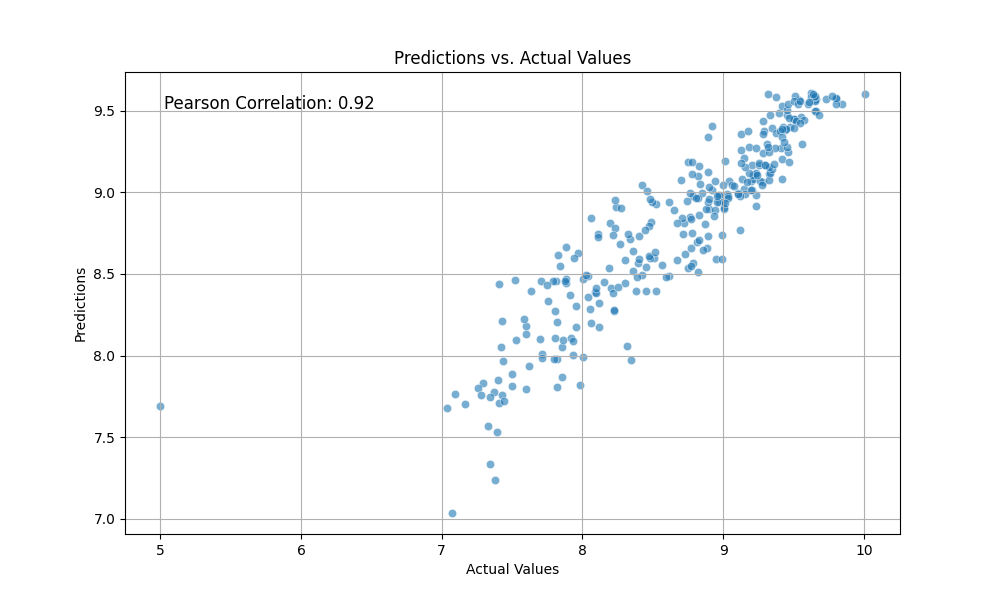 Predictions vs. Actual Values
Pearson Correlation: 0.92
9.5
9.0
8.5
8.0
7.5
7.0
Predictions
5 6 7 8 9 10
Actual Values